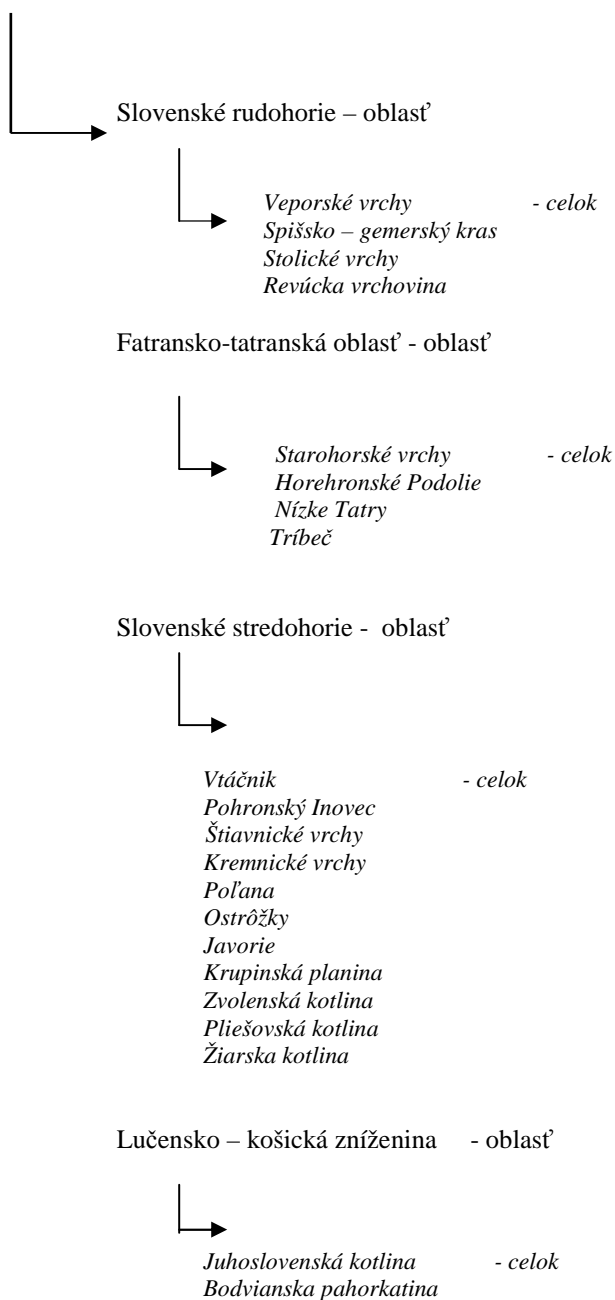 Slovenské rudohorie – oblasť
Veporské vrchy - celok
Spišsko – gemerský kras
Stolické vrchy
Revúcka vrchovina
Fatransko-tatranská oblasť - oblasť
Starohorské vrchy - celok
Horehronské Podolie
Nízke Tatry
Tríbeč
Slovenské stredohorie - oblasť
Vtáčnik - celok
Pohronský Inovec
Štiavnické vrchy
Kremnické vrchy
Poľana
Ostrôžky
Javorie
Krupinská planina
Zvolenská kotlina
Pliešovská kotlina
Žiarska kotlina
Lučensko – košická zníženina - oblasť
Juhoslovenská kotlina - celok
Bodvianska pahorkatina